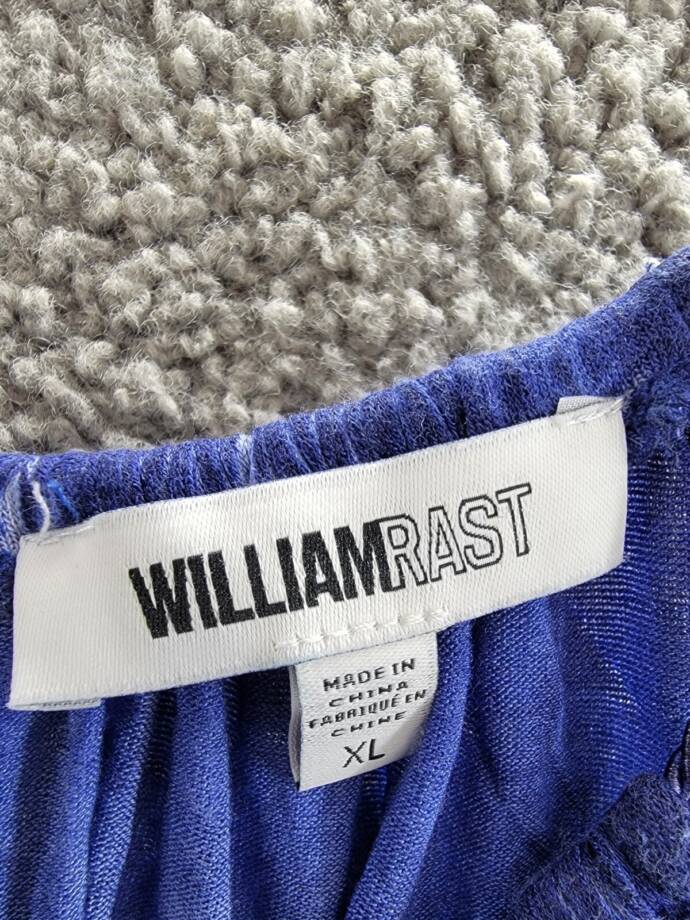 WILLIAMRAST
MADE IN
CHINA
FABRIQUÉ EN
CHINE
XL